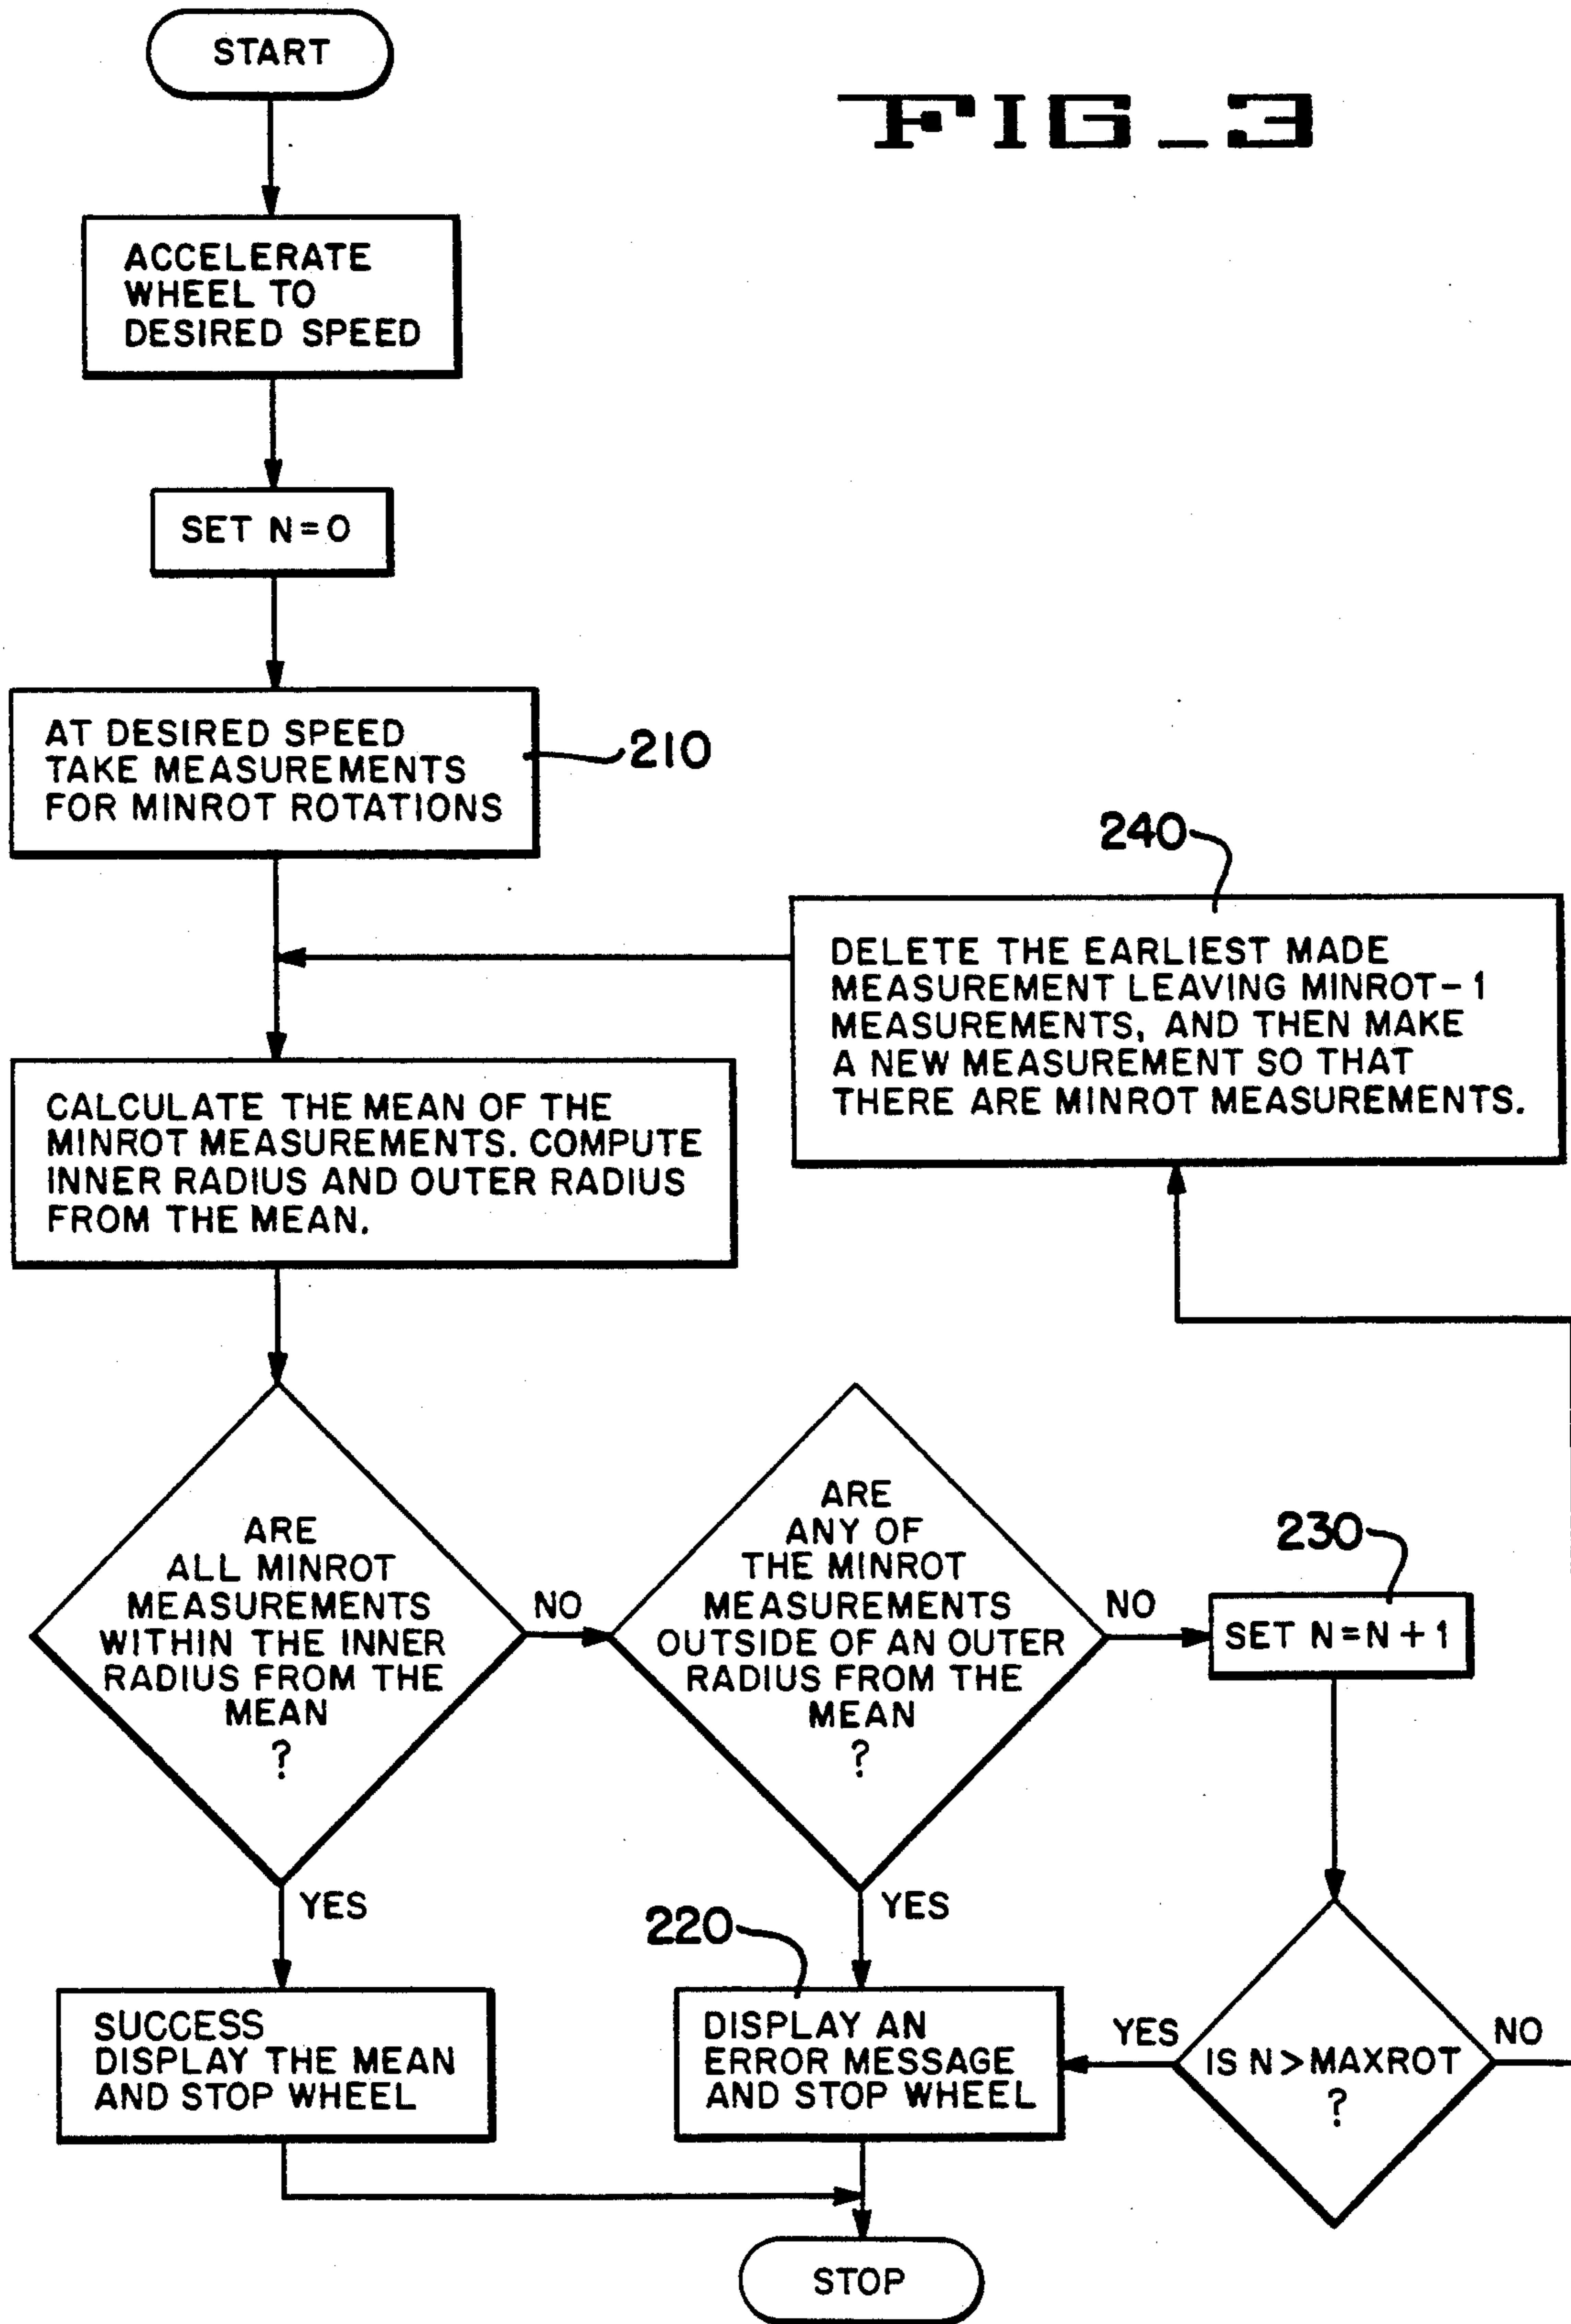 START
FIG_3
ACCELERATE
WHEEL TO
DESIRED SPEED
SET N=0
AT DESIRED SPEED
TAKE MEASUREMENTS
FOR MINROT ROTATIONS
210
240
DELETE THE EARLIEST MADE
MEASUREMENT LEAVING MINROT-1
MEASUREMENTS, AND THEN MAKE
A NEW MEASUREMENT SO THAT
THERE ARE MINROT MEASUREMENTS.
CALCULATE THE MEAN OF THE
MINROT MEASUREMENTS. COMPUTE
INNER RADIUS AND OUTER RADIUS
FROM THE MEAN.
ARE
ALL MINROT
MEASUREMENTS
WITHIN THE INNER
RADIUS FROM THE
MEAN
?
NO
ARE
ANY OF
THE MINROT
MEASUREMENTS
OUTSIDE OF AN OUTER
RADIUS FROM THE
MEAN
?
NO
230
SET N=N+1
YES
YES
220
SUCCESS
DISPLAY THE MEAN
AND STOP WHEEL
DISPLAY AN
ERROR MESSAGE
AND STOP WHEEL
YES
IS N>MAXROT
?
NO
STOP